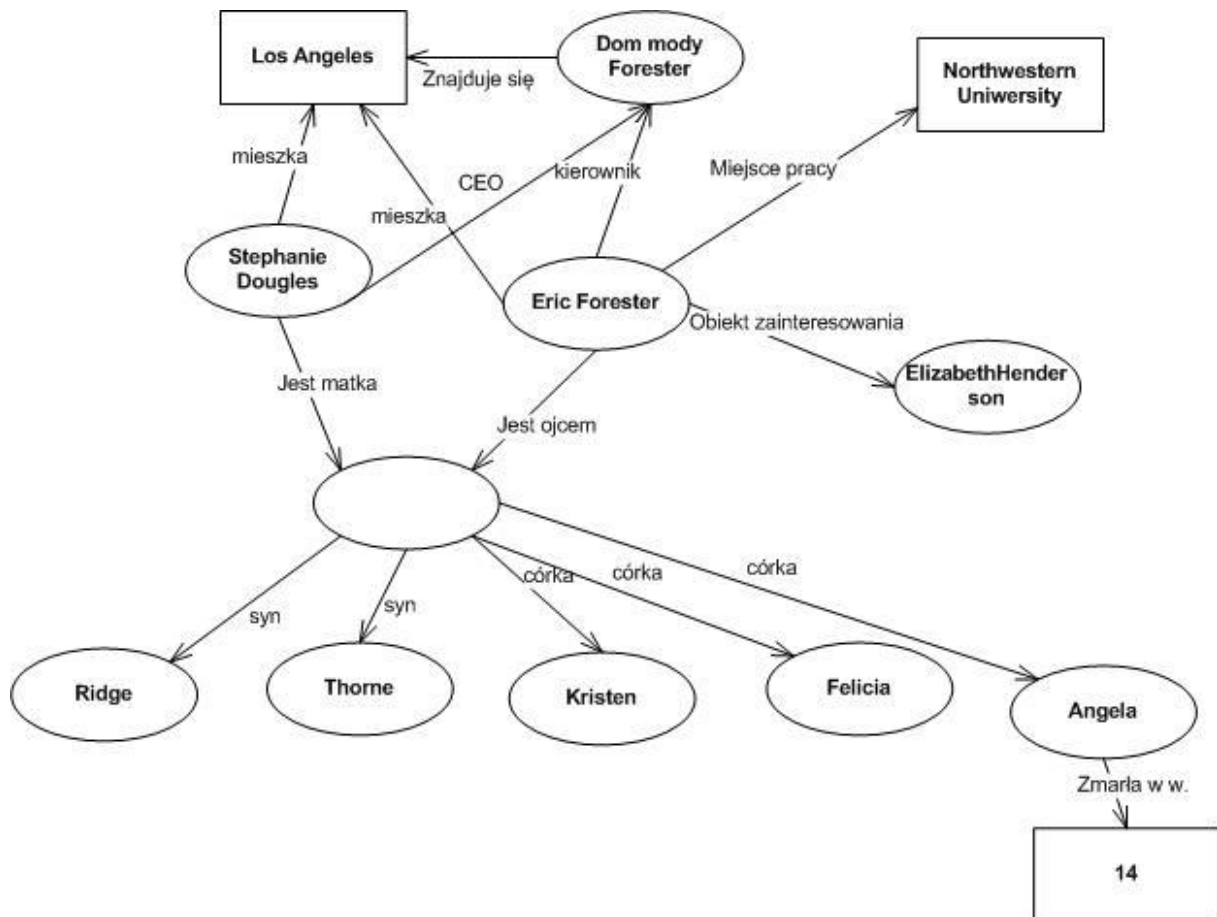 Los Angeles
Dom mody
Forester
Znajduje się
Northwestern
Uniwersity
mieszka
CEO
kierownik
Miejsce pracy
mieszka
Stephanie
Dougles
Eric Forester
Obiekt zainteresowania
ElizabethHender
son
Jest matka
Jest ojcem
syn
syn
córka
córka
córka
Ridge
Thorne
Kristen
Felicia
Angela
Zmarła w w.
14